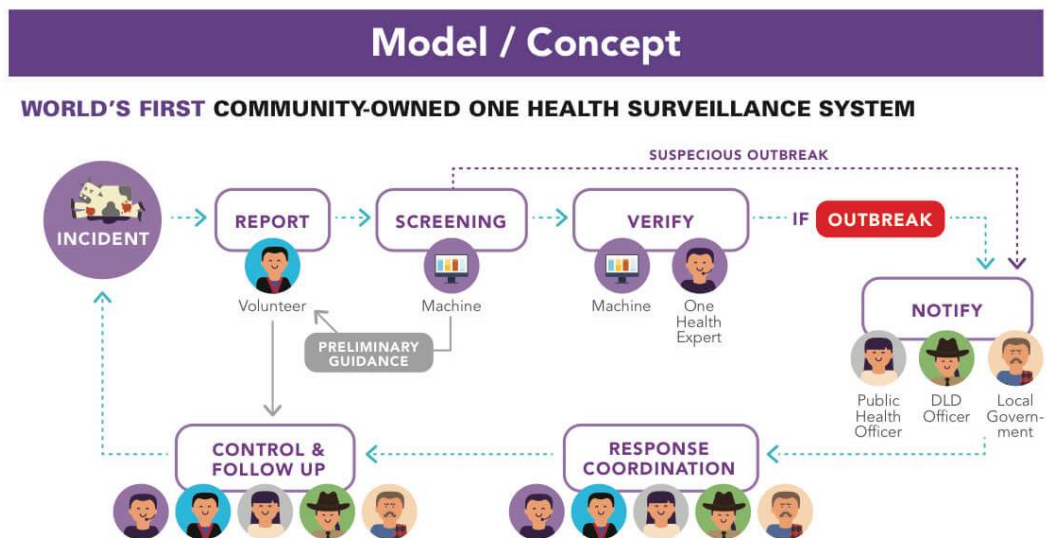 Model / Concept
WORLD'S FIRST COMMUNITY-OWNED ONE HEALTH SURVEILLANCE SYSTEM
SUSPECIOUS OUTBREAK
INCIDENT
REPORT
Volunteer
SCREENING
Machine
PRELIMINARY
GUIDANCE
VERIFY
Machine
One
Health
Expert
IF OUTBREAK
NOTIFY
Public
Health
Officer
DLD
Officer
Local
Govern-
ment
CONTROL &
FOLLOW UP
RESPONSE
COORDINATION